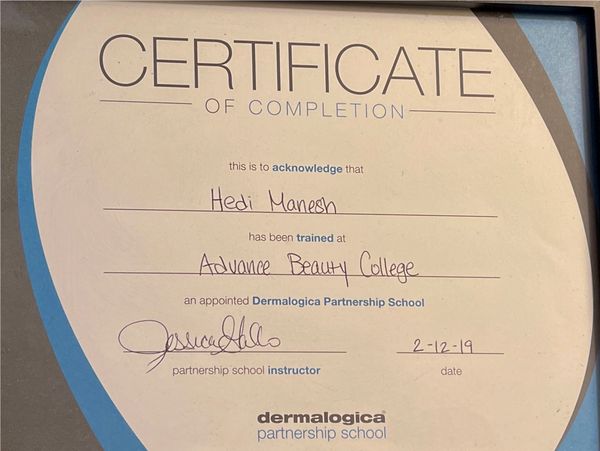 CERTIFICATE
OF COMPLETION
this is to acknowledge that
Hedi Manesh
has been trained at
Advance Beauty College
an appointed Dermalogica Partnership School
2-12-19
partnership school instructor
date
dermalogica
partnership school